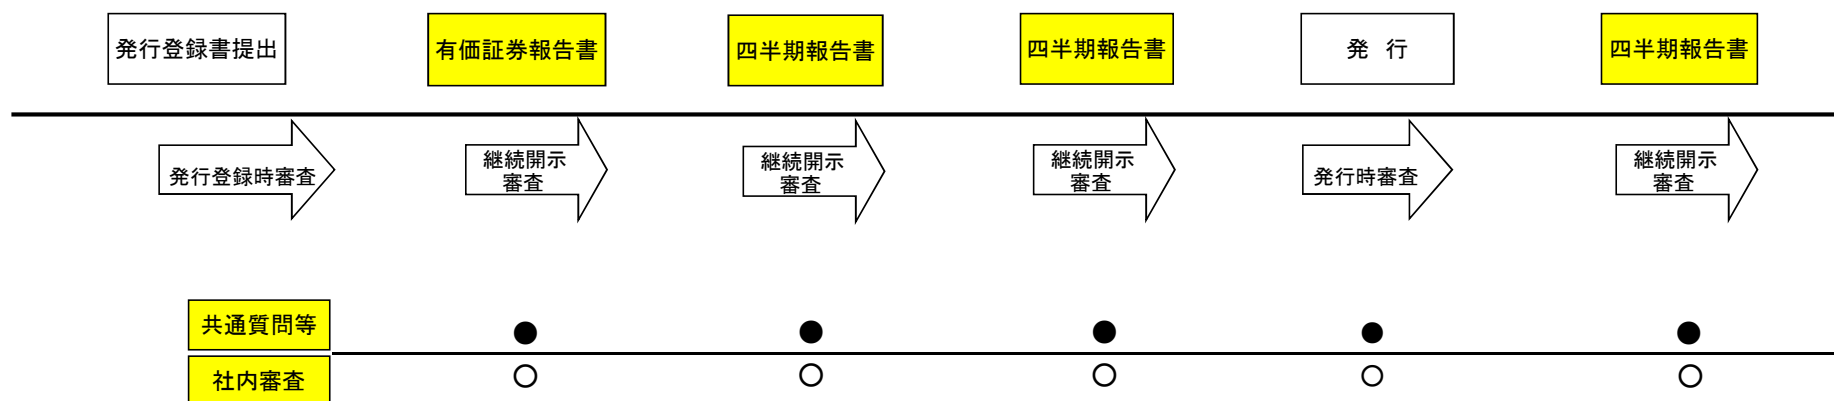 発行登録書提出
有価証券報告書
四半期報告書
四半期報告書
発 行
四半期報告書
発行登録時審査
継続開示
審査
継続開示
審査
継続開示
審査
発行時審査
継続開示
審査
共通質問等
社内審査